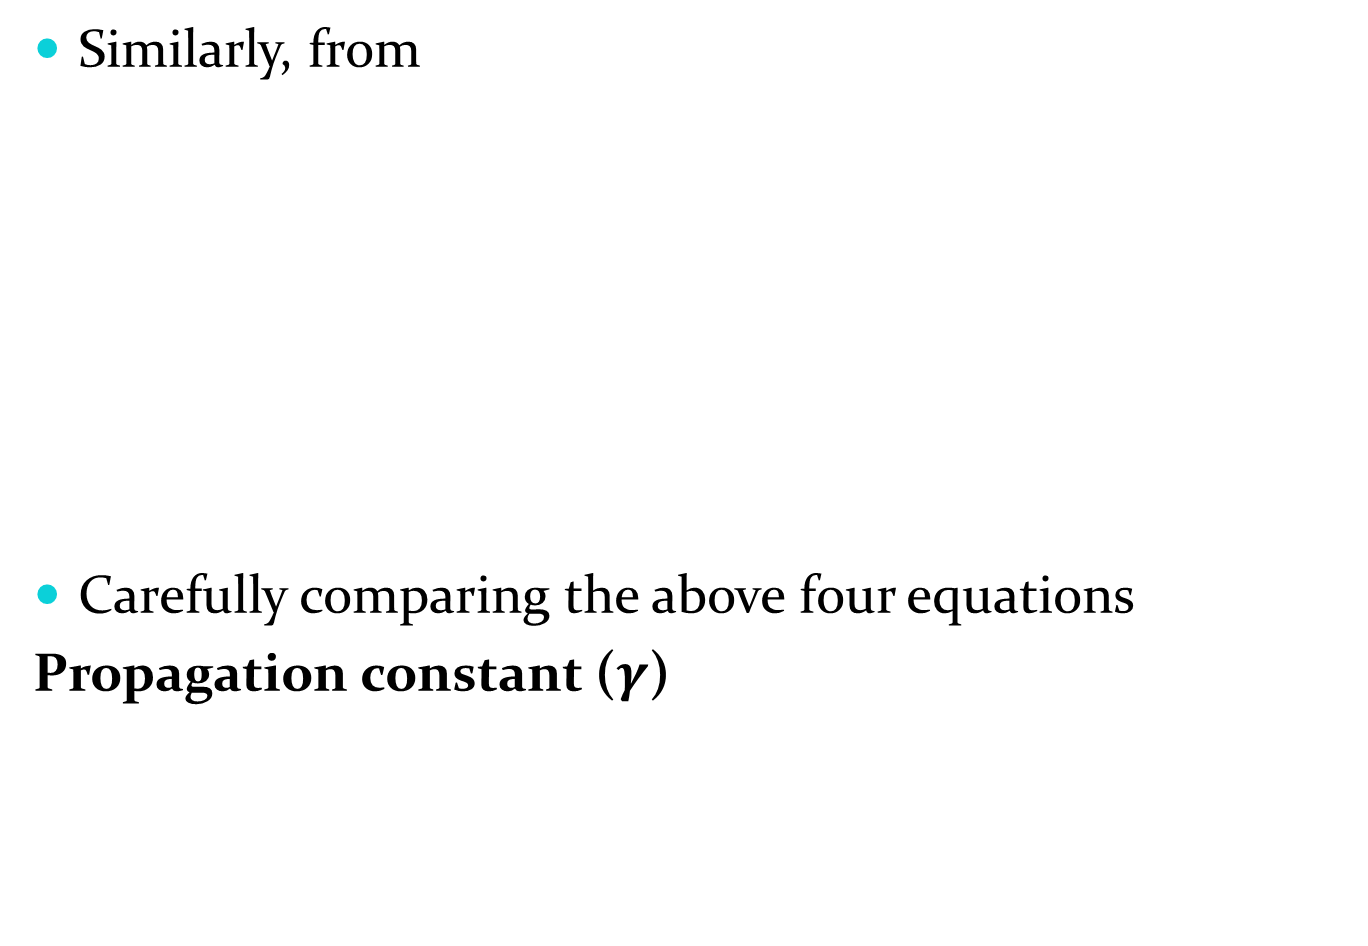 • Similarly, from
• Carefully comparing the above four equations
Propagation constant (γ)